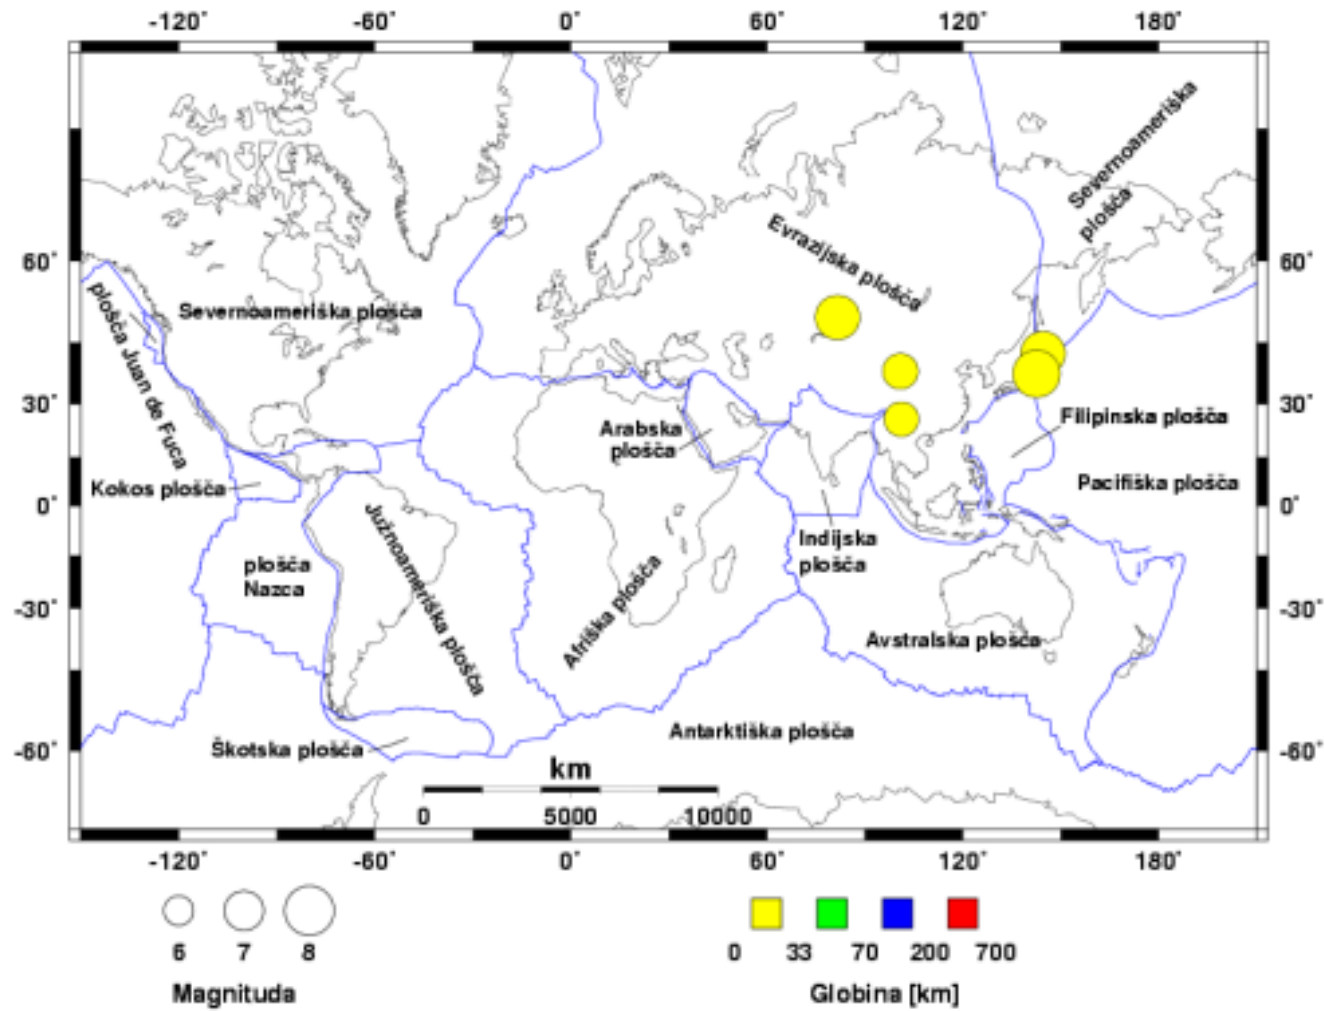 -120° -60° 0° 60° 120° 180°
Severnoameriška
plošča
Evrazijska plošča
60° 60°
plošča Juan de Fuca
Severnoameriška plošča
30° 30°
Filipinska plošča
Arabska
plošča
Kokos plošča
Pacifiška plošča
0° 0°
Južnoameriška plošča
Indijska
plošča
plošča
Nazca
Afriška plošča
-30° -30°
Avstralska plošča
Antarktiška plošča
Škotska plošča
-60° -60°
km
0 5000 10000
-120° -60° 0° 60° 120° 180°
6 7 8
0 33 70 200 700
Magnituda
Globina [km]